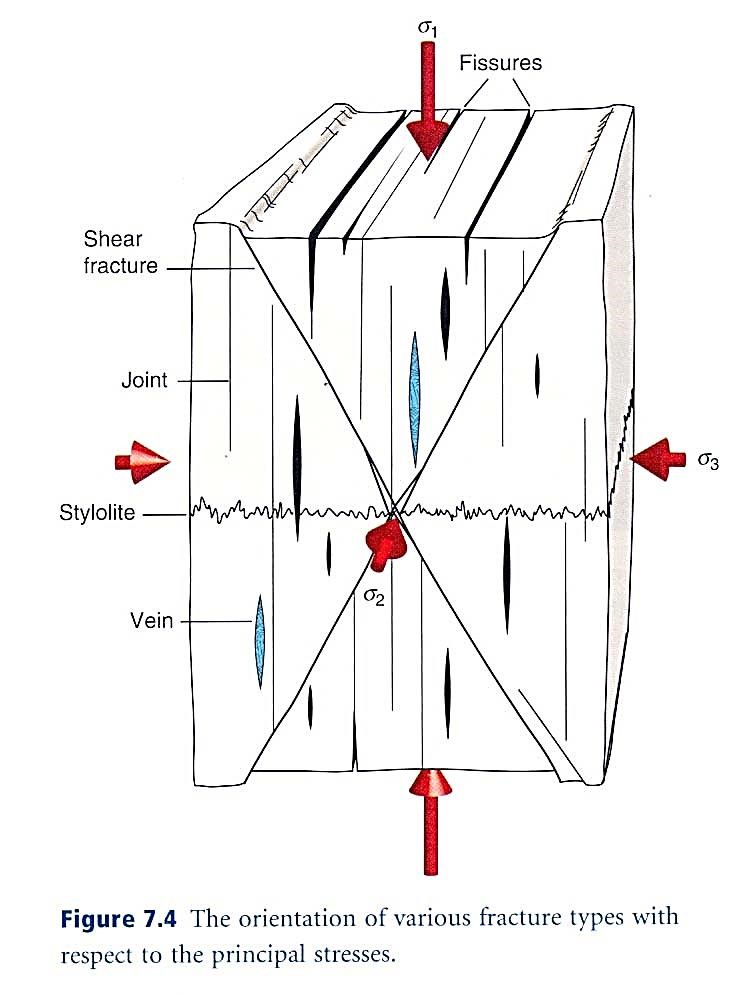 σ1
Fissures
Shear
fracture
Joint
σ3
Stylolite
σ2
Vein
Figure 7.4 The orientation of various fracture types with
respect to the principal stresses.